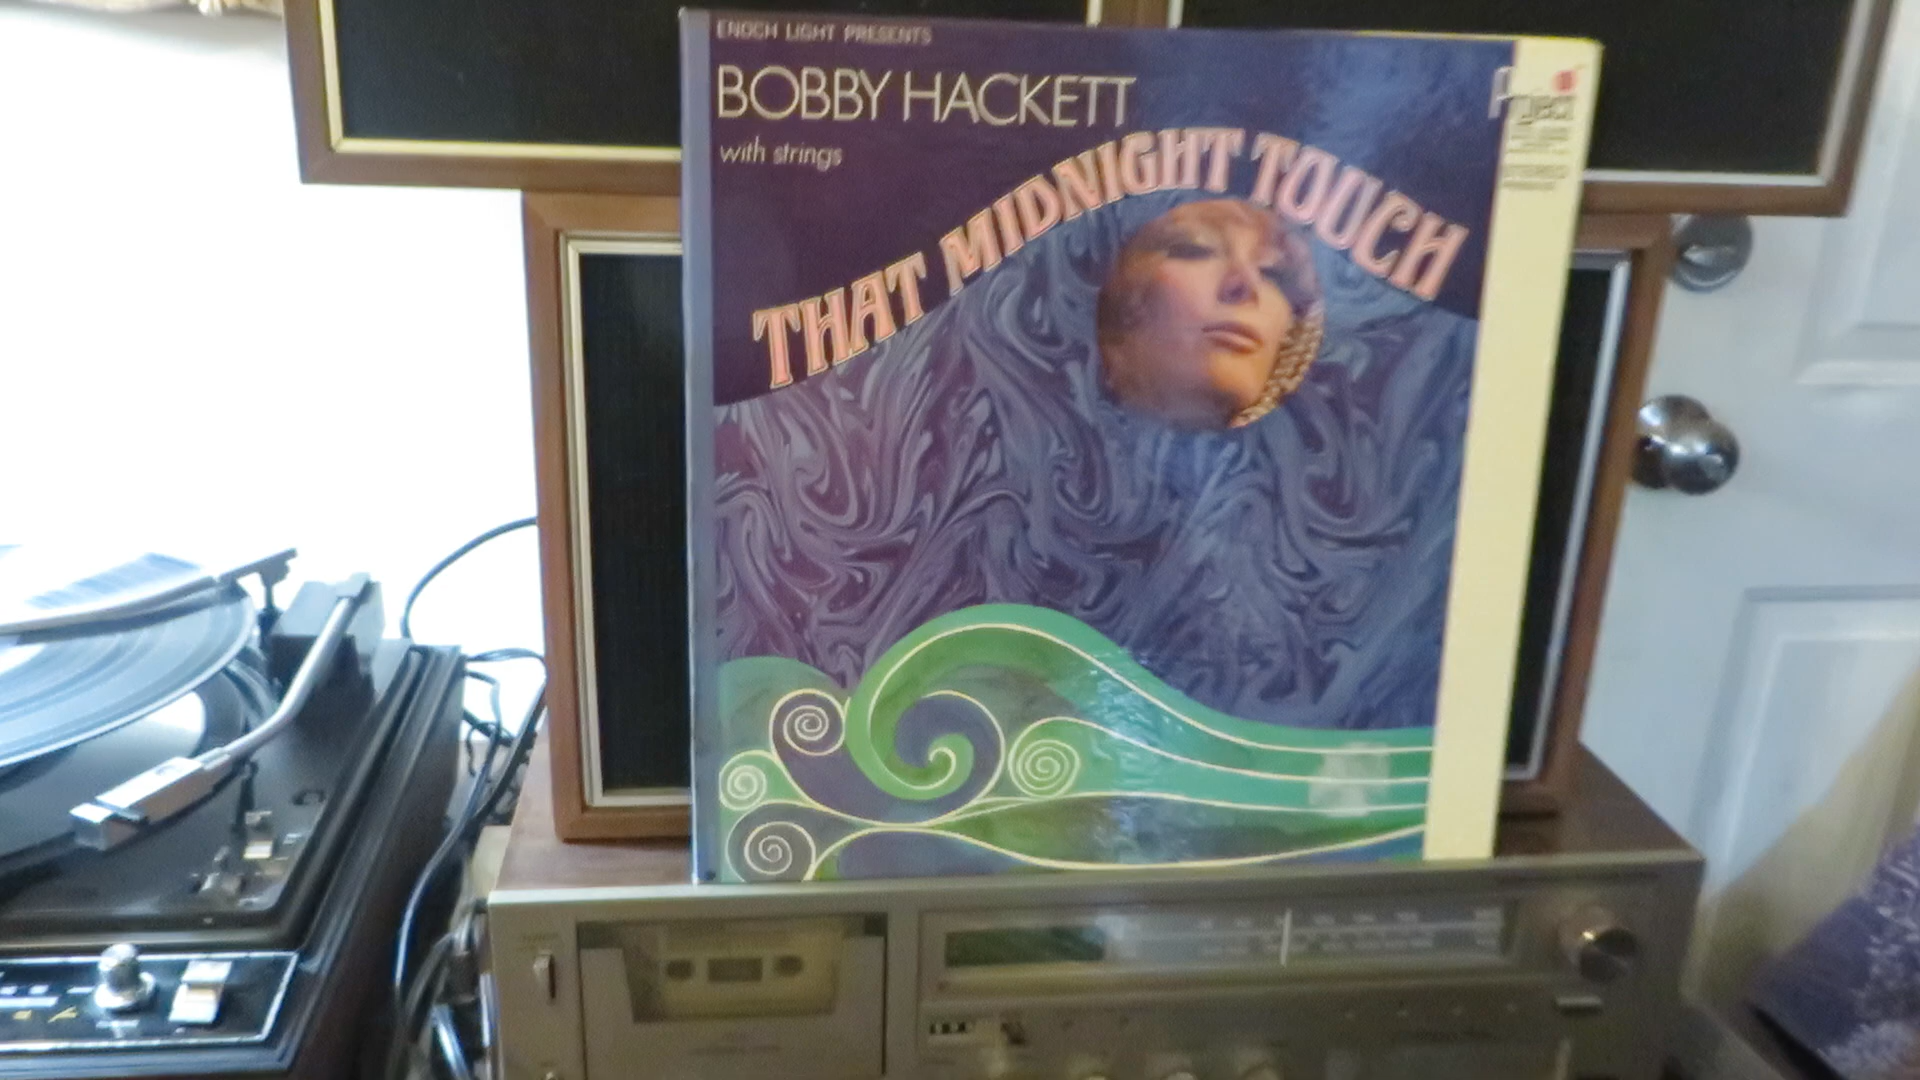 ENOCH LIGHT PRESENTS
BOBBY HACKETT
with strings
THAT MIDNIGHT TOUCH
Project
STEREO